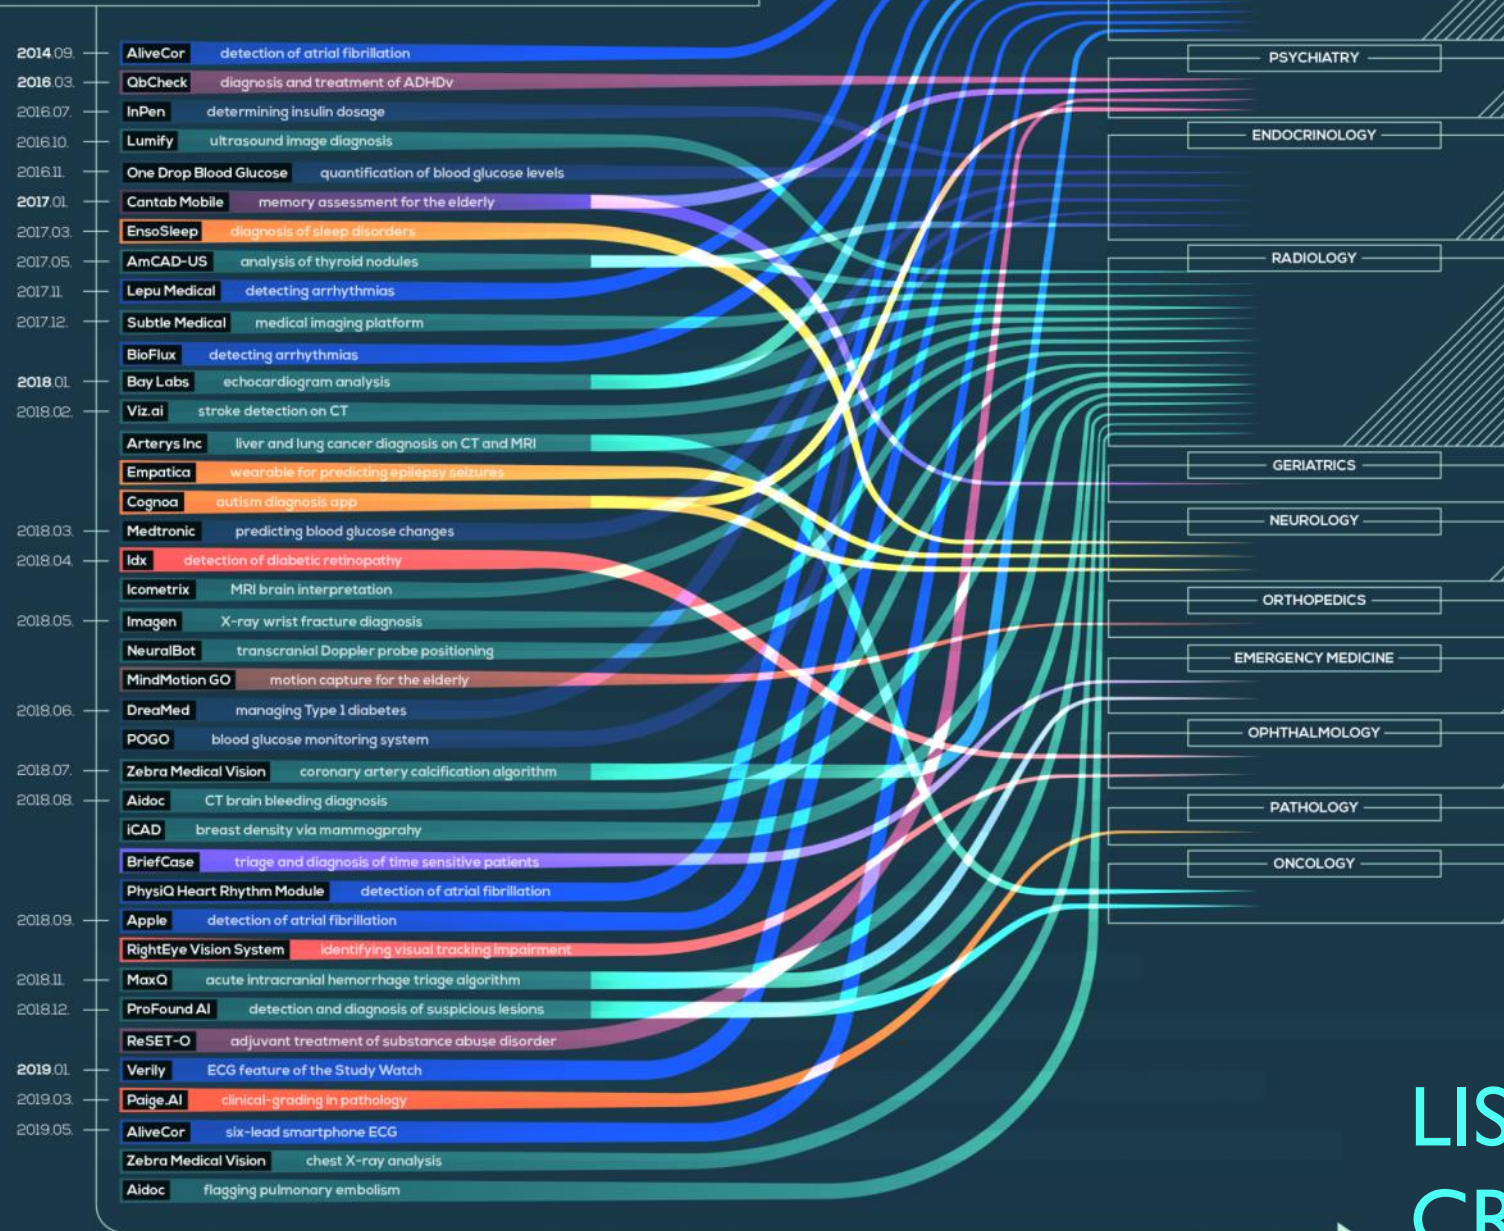 2014.09. AliveCor detection of atrial fibrillation
2016.03. QbCheck diagnosis and treatment of ADHDv
2016.07. InPen determining insulin dosage
2016.10. Lumify ultrasound image diagnosis
2016.11. One Drop Blood Glucose quantification of blood glucose levels
2017.01. Cantab Mobile memory assessment for the elderly
2017.03. EnsoSleep diagnosis of sleep disorders
2017.05. AmCAD-US analysis of thyroid nodules
2017.11. Lepu Medical detecting arrhythmias
2017.12. Subtle Medical medical imaging platform
BioFlux detecting arrhythmias
2018.01. Bay Labs echocardiogram analysis
2018.02. Viz.ai stroke detection on CT
Arterys Inc liver and lung cancer diagnosis on CT and MRI
Empatica wearable for predicting epilepsy seizures
Cognoa autism diagnosis app
2018.03. Medtronic predicting blood glucose changes
2018.04. Idx detection of diabetic retinopathy
Icometrix MRI brain interpretation
2018.05. Imagen X-ray wrist fracture diagnosis
NeuralBot transcranial Doppler probe positioning
MindMotion GO motion capture for the elderly
2018.06. DreaMed managing Type 1 diabetes
POGO blood glucose monitoring system
2018.07. Zebra Medical Vision coronary artery calcification algorithm
2018.08. Aidoc CT brain bleeding diagnosis
iCAD breast density via mammogprahy
BriefCase triage and diagnosis of time sensitive patients
PhysiQ Heart Rhythm Module detection of atrial fibrillation
2018.09. Apple detection of atrial fibrillation
RightEye Vision System identifying visual tracking impairment
2018.11. MaxQ acute intracranial hemorrhage triage algorithm
2018.12. ProFound AI detection and diagnosis of suspicious lesions
ReSET-O adjuvant treatment of substance abuse disorder
2019.01. Verily ECG feature of the Study Watch
2019.03. Paige.AI clinical-grading in pathology
2019.05. AliveCor six-lead smartphone ECG
Zebra Medical Vision chest X-ray analysis
Aidoc flagging pulmonary embolism
PSYCHIATRY
ENDOCRINOLOGY
RADIOLOGY
GERIATRICS
NEUROLOGY
ORTHOPEDICS
EMERGENCY MEDICINE
OPHTHALMOLOGY
PATHOLOGY
ONCOLOGY
LIS
CR